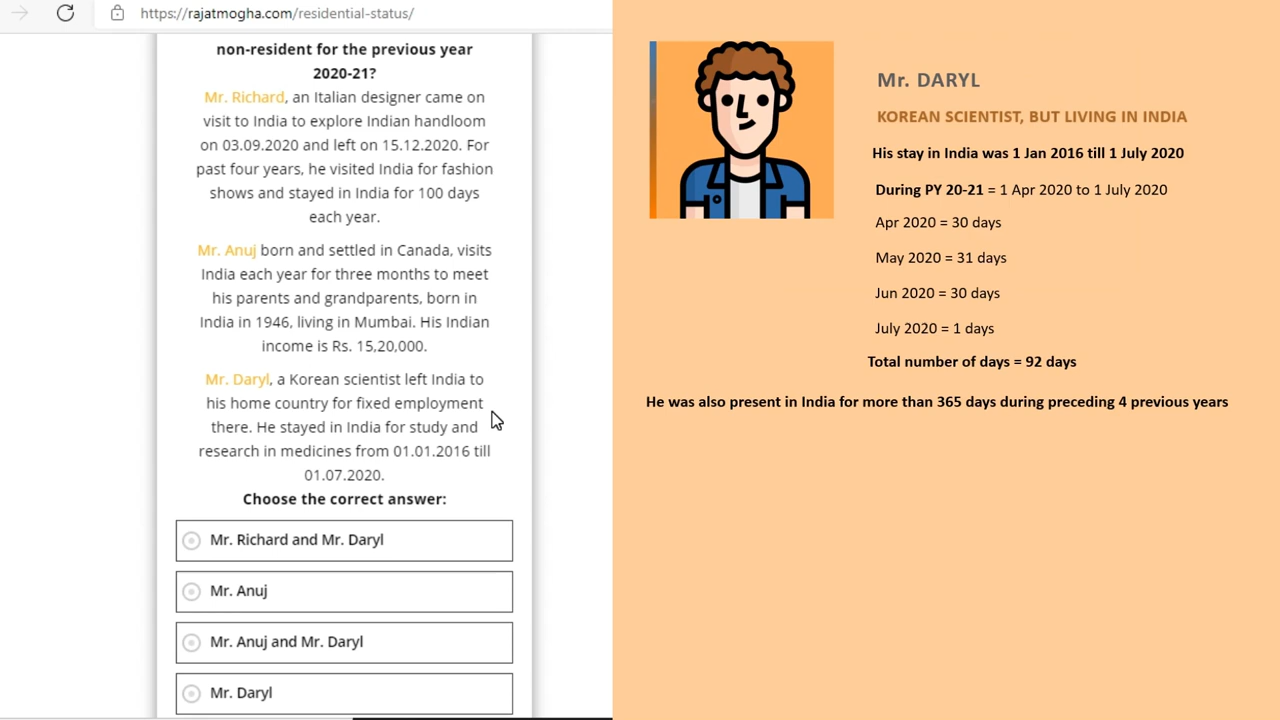 https://rajatmogha.com/residential-status/
non-resident for the previous year
2020-21?
Mr. Richard, an Italian designer came on
visit to India to explore Indian handloom
on 03.09.2020 and left on 15.12.2020. For
past four years, he visited India for fashion
shows and stayed in India for 100 days
each year.
Mr. Anuj born and settled in Canada, visits
India each year for three months to meet
his parents and grandparents, born in
India in 1946, living in Mumbai. His Indian
income is Rs. 15,20,000.
Mr. Daryl, a Korean scientist left India to
his home country for fixed employment
there. He stayed in India for study and
research in medicines from 01.01.2016 till
01.07.2020.
Choose the correct answer:
Mr. Richard and Mr. Daryl
Mr. Anuj
Mr. Anuj and Mr. Daryl
Mr. Daryl
Mr. DARYL
KOREAN SCIENTIST, BUT LIVING IN INDIA
His stay in India was 1 Jan 2016 till 1 July 2020
During PY 20-21 = 1 Apr 2020 to 1 July 2020
Apr 2020 = 30 days
May 2020 = 31 days
Jun 2020 = 30 days
July 2020 = 1 days
Total number of days = 92 days
He was also present in India for more than 365 days during preceding 4 previous years